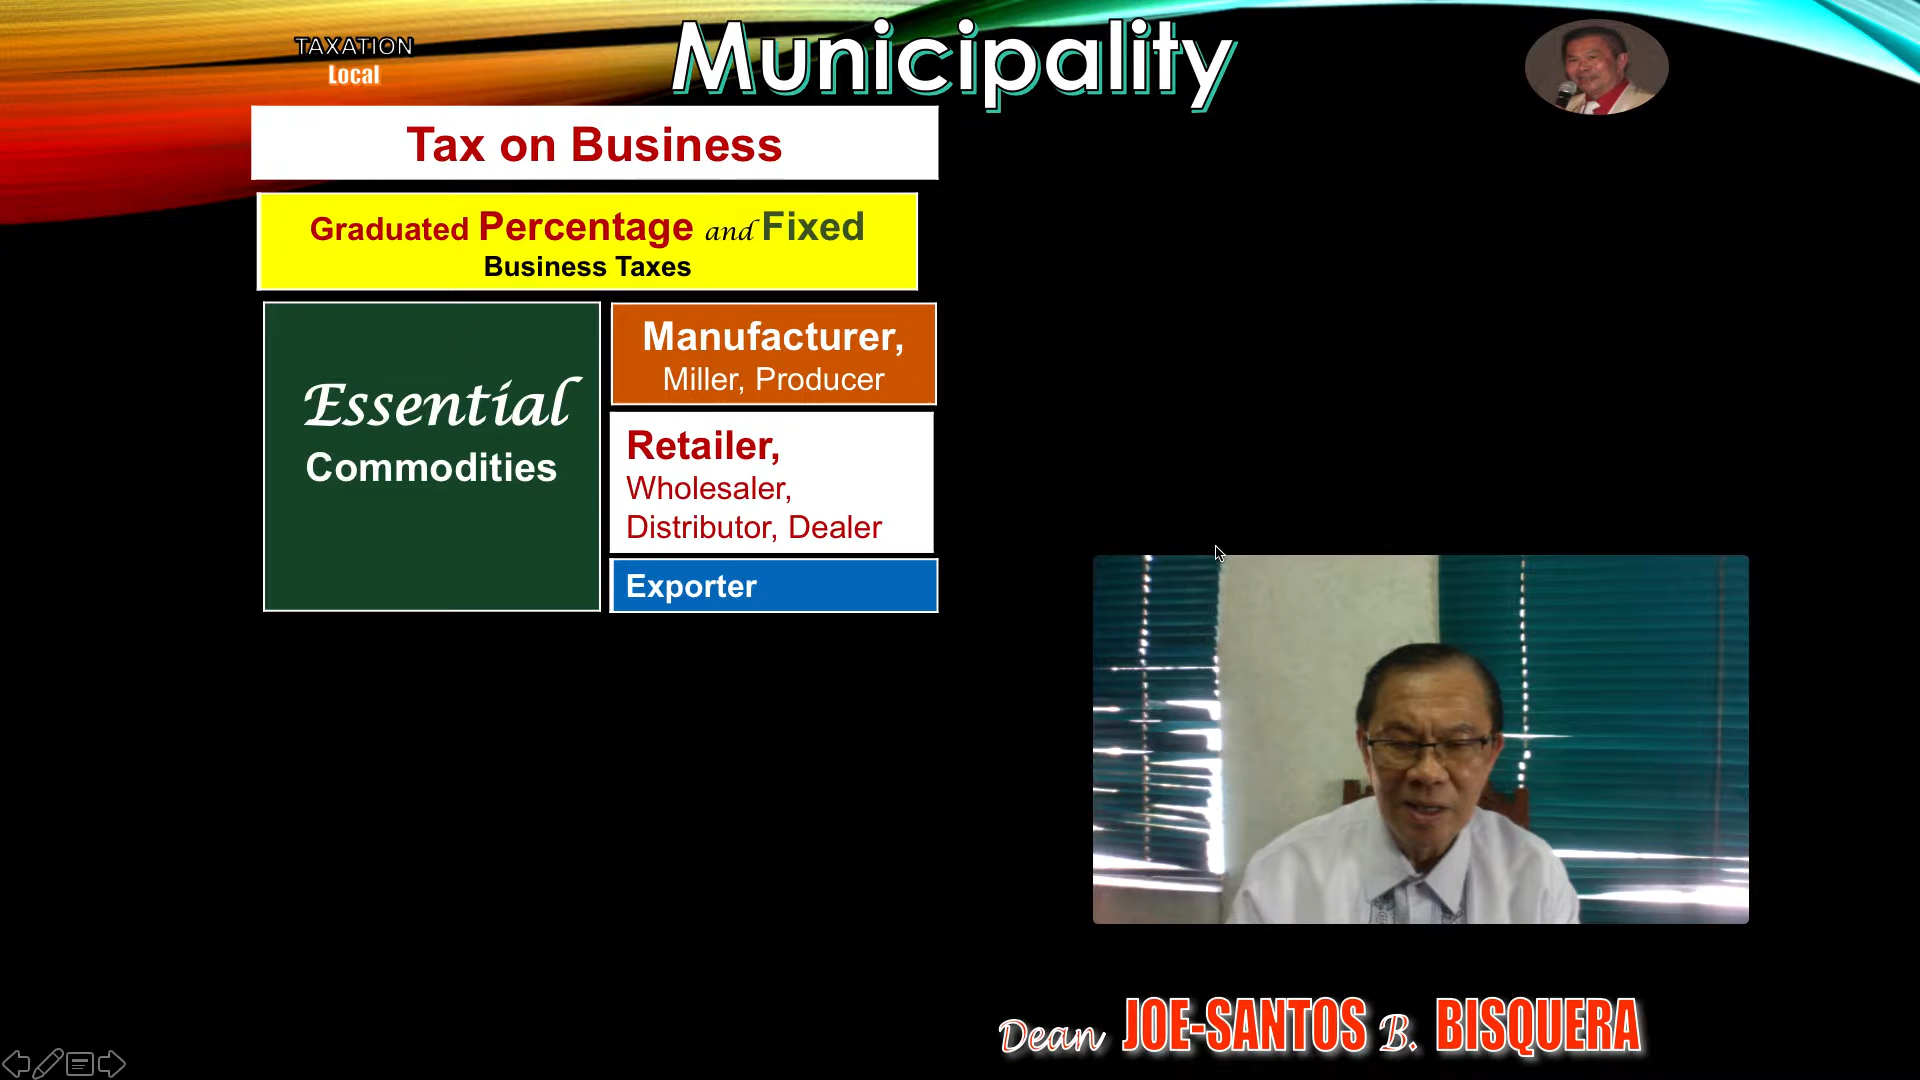 TAXATION
Local
Municipality
Tax on Business
Graduated Percentage and Fixed
Business Taxes
Essential
Commodities
Manufacturer,
Miller, Producer
Retailer,
Wholesaler,
Distributor, Dealer
Exporter
Dean JOE-SANTOS B. BISQUERA